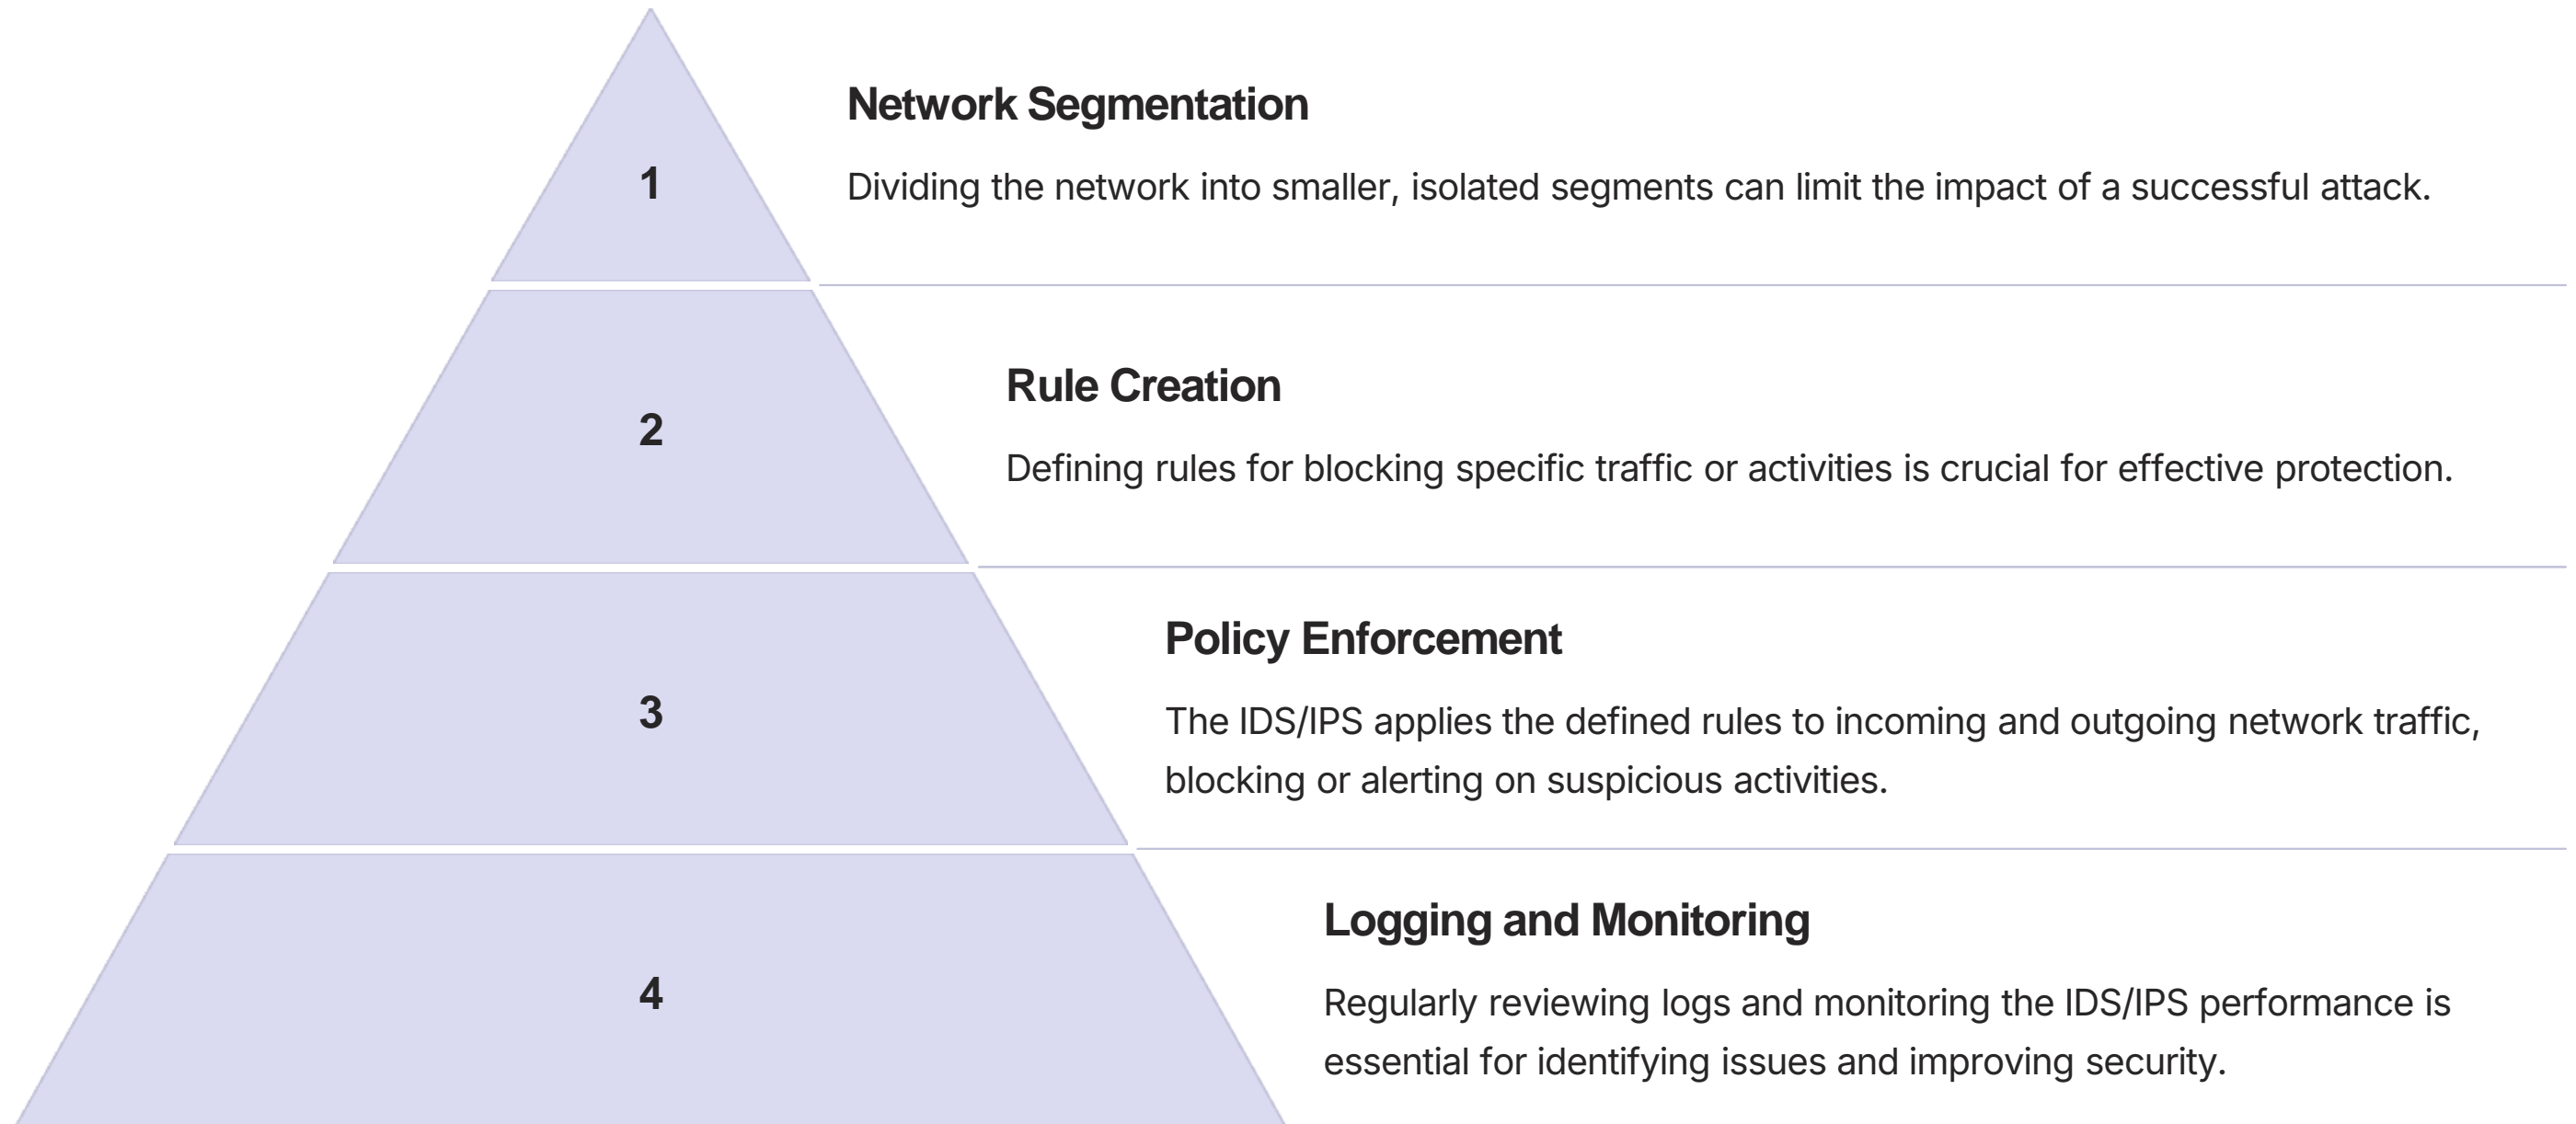 1
Network Segmentation
Dividing the network into smaller, isolated segments can limit the impact of a successful attack.
2
Rule Creation
Defining rules for blocking specific traffic or activities is crucial for effective protection.
3
Policy Enforcement
The IDS/IPS applies the defined rules to incoming and outgoing network traffic,
blocking or alerting on suspicious activities.
4
Logging and Monitoring
Regularly reviewing logs and monitoring the IDS/IPS performance is
essential for identifying issues and improving security.